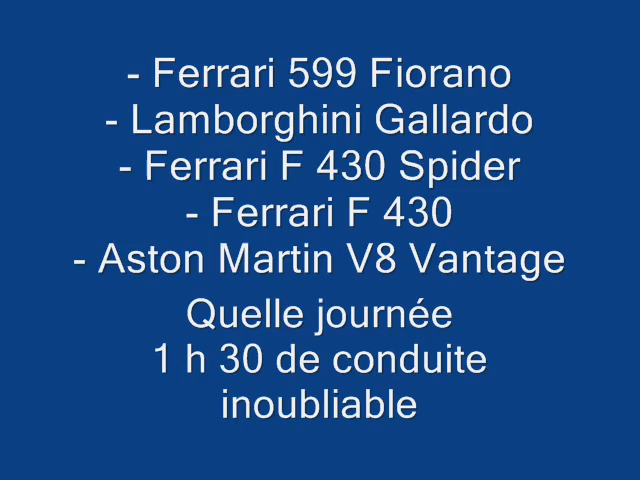 - Ferrari 599 Fiorano
- Lamborghini Gallardo
- Ferrari F 430 Spider
- Ferrari F 430
- Aston Martin V8 Vantage
Quelle journée
1 h 30 de conduite
inoubliable